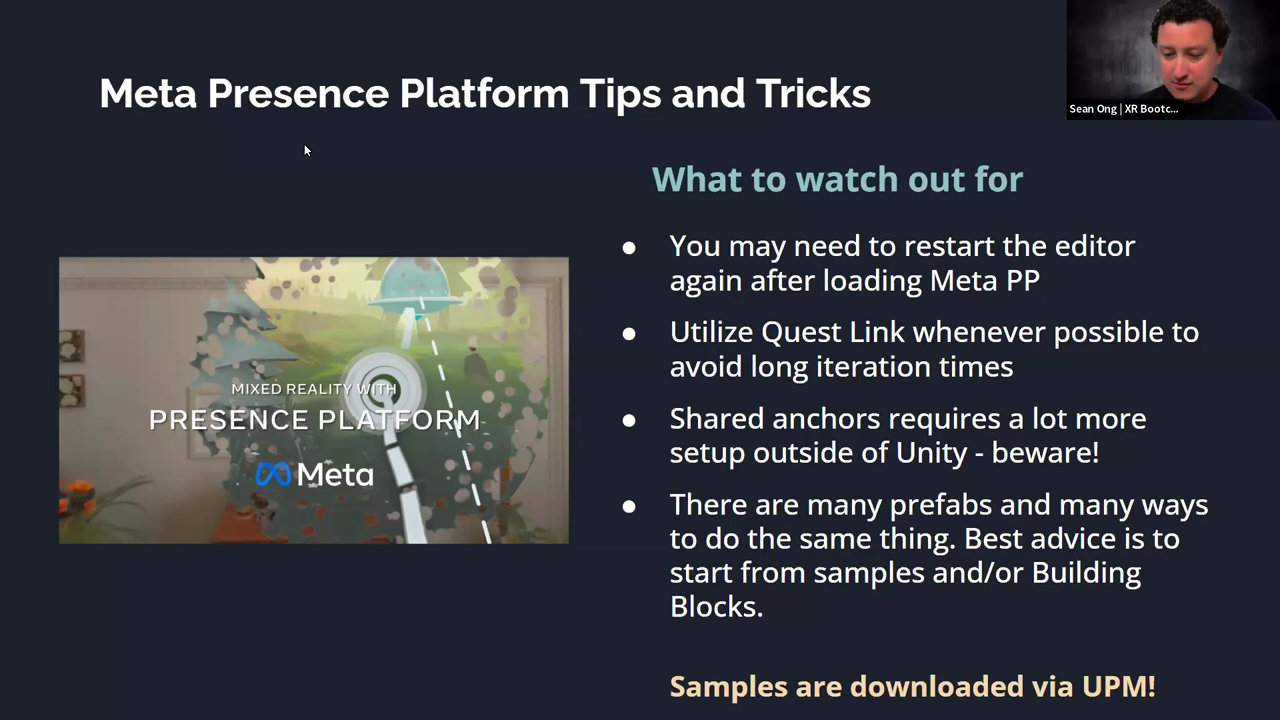 Meta Presence Platform Tips and Tricks
Sean Ong | XR Bootc...
What to watch out for
● You may need to restart the editor
again after loading Meta PP
● Utilize Quest Link whenever possible to
avoid long iteration times
● Shared anchors requires a lot more
setup outside of Unity - beware!
● There are many prefabs and many ways
to do the same thing. Best advice is to
start from samples and/or Building
Blocks.
Samples are downloaded via UPM!
MIXED REALITY WITH
PRESENCE PLATFORM
Meta